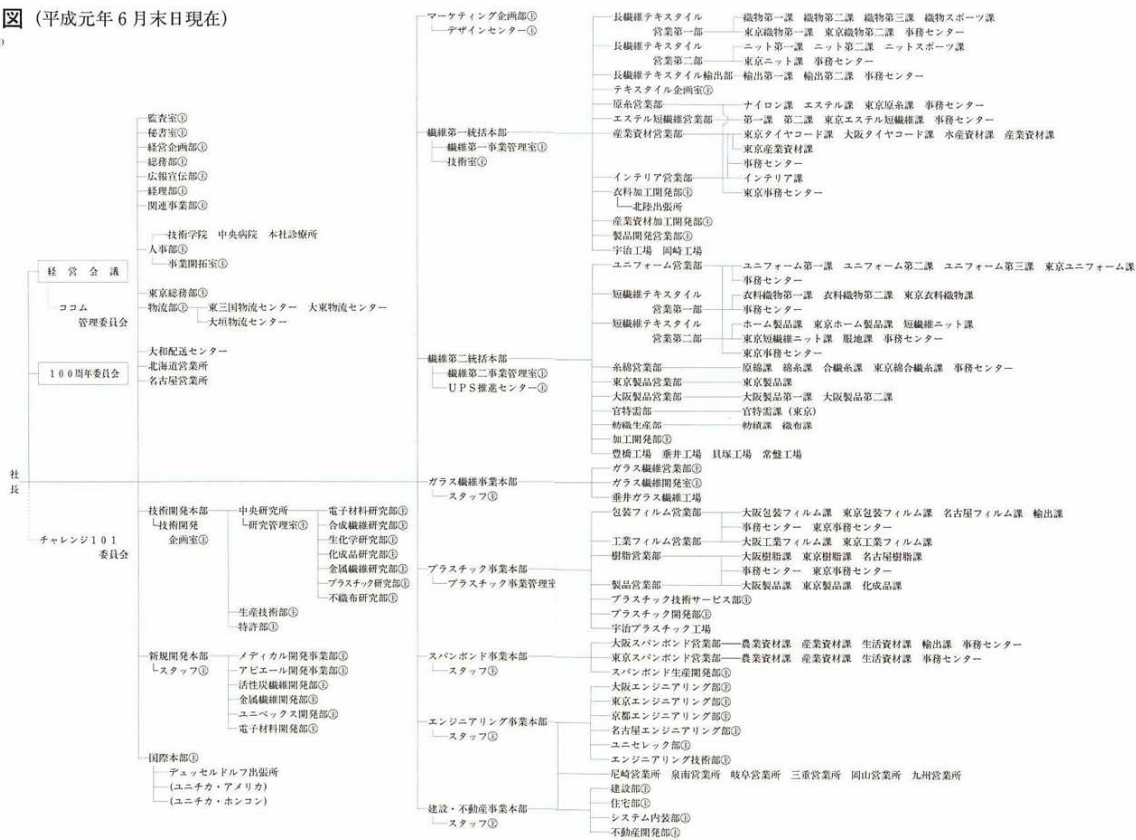 図 (平成元年6月末日現在)
経営会議
ココム
管理委員会
100周年委員会
社長
チャレンジ101
委員会
監査室㊤
秘書室㊤
経営企画部㊤
総務部㊤
広報宣伝部㊤
経理部㊤
関連事業部㊤
技術学院 中央病院 本社診療所
人事部㊤
事業開拓室㊤
東京総務部㊤
物流部㊤ 東三国物流センター 大東物流センター
大垣物流センター
大和配送センター
北海道営業所
名古屋営業所
技術開発本部
技術開発
企画室㊤
中央研究所
研究管理室㊤
電子材料研究部㊤
合成繊維研究部㊤
生化学研究部㊤
化成品研究部㊤
金属繊維研究部㊤
プラスチック研究部㊤
不織布研究部㊤
生産技術部㊤
特許部㊤
新規開発本部
スタッフ㊤
メディカル開発事業部㊤
アピエール開発事業部㊤
活性炭繊維開発部㊤
金属繊維開発部㊤
ユニベックス開発部㊤
電子材料開発部㊤
国際本部㊤
デュッセルドルフ出張所
(ユニチカ・アメリカ)
(ユニチカ・ホンコン)
マーケティング企画部㊤
デザインセンター㊤
繊維第一統括本部
繊維第一事業管理室㊤
技術室㊤
長繊維テキスタイル
営業第一部
織物第一課 織物第二課 織物第三課 織物スポーツ課
東京織物第一課 東京織物第二課 事務センター
長繊維テキスタイル
営業第二部
ニット第一課 ニット第二課 ニットスポーツ課
東京ニット課 事務センター
長繊維テキスタイル輸出部 輸出第一課 輸出第二課 事務センター
テキスタイル企画室㊤
原糸営業部 ナイロン課 エステル課 東京原糸課 事務センター
エステル短繊維営業部 第一課 第二課 東京エステル短繊維課 事務センター
産業資材営業部 東京タイヤコード課 大阪タイヤコード課 水産資材課 産業資材課
東京産業資材課
事務センター
インテリア営業部 インテリア課
衣料加工開発部㊤ 東京事務センター
北陸出張所
産業資材加工開発部㊤
製品開発営業部㊤
宇治工場 岡崎工場
繊維第二統括本部
繊維第二事業管理室㊤
UPS推進センター㊤
ユニフォーム営業部 ユニフォーム第一課 ユニフォーム第二課 ユニフォーム第三課 東京ユニフォーム課
事務センター
短繊維テキスタイル
営業第一部
衣料織物第一課 衣料織物第二課 東京衣料織物課
事務センター
短繊維テキスタイル
営業第二部
ホーム製品課 東京ホーム製品課 短繊維ニット課
東京短繊維ニット課 服地課 事務センター
東京事務センター
糸綿営業部 原綿課 綿糸課 合繊糸課 東京綿合繊糸課 事務センター
東京製品営業部 東京製品課
大阪製品営業部 大阪製品第一課 大阪製品第二課
官特需部 官特需課(東京)
紡織生産部 紡績課 織布課
加工開発部㊤
豊橋工場 垂井工場 貝塚工場 常盤工場
ガラス繊維事業本部
スタッフ㊤
ガラス繊維営業部㊤
ガラス繊維開発室㊤
垂井ガラス繊維工場
プラスチック事業本部
プラスチック事業管理室
包装フィルム営業部 大阪包装フィルム課 東京包装フィルム課 名古屋フィルム課 輸出課
事務センター 東京事務センター
工業フィルム営業部 大阪工業フィルム課 東京工業フィルム課
樹脂営業部 大阪樹脂課 東京樹脂課 名古屋樹脂課
事務センター 東京事務センター
製品営業部 大阪製品課 東京製品課 化成品課
プラスチック技術サービス部㊤
プラスチック開発部㊤
宇治プラスチック工場
スパンボンド事業本部
スタッフ㊤
大阪スパンボンド営業部 農業資材課 産業資材課 生活資材課 輸出課 事務センター
東京スパンボンド営業部 農業資材課 産業資材課 生活資材課 事務センター
スパンボンド生産開発部㊤
エンジニアリング事業本部
スタッフ㊤
大阪エンジニアリング部㊤
東京エンジニアリング部㊤
京都エンジニアリング部㊤
名古屋エンジニアリング部㊤
ユニセレック部㊤
エンジニアリング技術部㊤
尼崎営業所 泉南営業所 岐阜営業所 三重営業所 岡山営業所 九州営業所
建設・不動産事業本部
スタッフ㊤
建設部㊤
住宅部㊤
システム内装部㊤
不動産開発部㊤